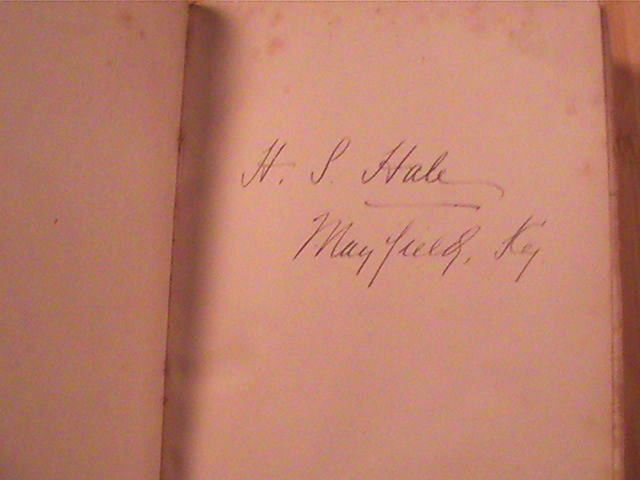 H. S. Hale
Mayfield, Ky